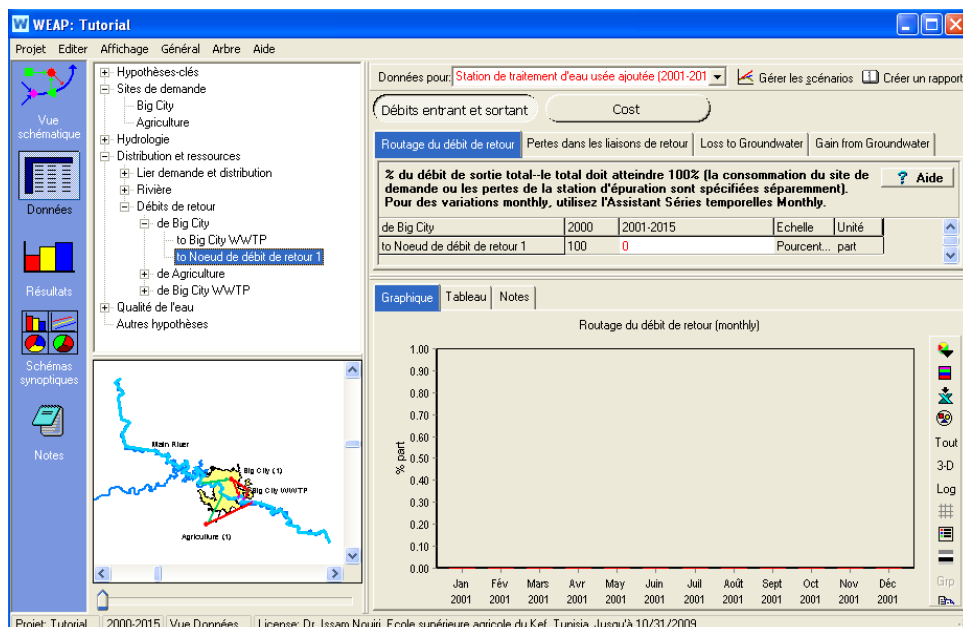 WEAP: Tutorial
Projet Editer Affichage Général Arbre Aide
Vue schématique
Données
Résultats
Schémas synoptiques
Notes
Hypothèses-clés
Sites de demande
Big City
Agriculture
Hydrologie
Distribution et ressources
Lier demande et distribution
Rivière
Débits de retour
de Big City
to Big City WWTP
to Noeud de débit de retour 1
de Agriculture
de Big City WWTP
Qualité de l'eau
Autres hypothèses
Main River
Big City (1)
Big City WWTP
Agriculture (1)
Données pour: Station de traitement d'eau usée ajoutée (2001-201 Gérer les scénarios Créer un rapport
Débits entrant et sortant Cost
Routage du débit de retour Pertes dans les liaisons de retour Loss to Groundwater Gain from Groundwater
% du débit de sortie total--le total doit atteindre 100% (la consommation du site de
demande ou les pertes de la station d'épuration sont spécifiées séparemment).
Pour des variations monthly, utilisez l'Assistant Séries temporelles Monthly.
? Aide
de Big City 2000 2001-2015 Echelle Unité
to Noeud de débit de retour 1 100 0 Pourcent... part
Graphique Tableau Notes
Routage du débit de retour (monthly)
% part
1.00
0.90
0.80
0.70
0.60
0.50
0.40
0.30
0.20
0.10
0.00
Jan Fév Mars Avr May Juin Juil Août Sept Oct Nov Déc
2001 2001 2001 2001 2001 2001 2001 2001 2001 2001 2001 2001
Tout
3-D
Log
Grp
Projet: Tutorial 2000-2015 Vue Données License: Dr. Issam Nouiri, Ecole supérieure agricole du Kef, Tunisia, Jusqu'à 10/31/2009